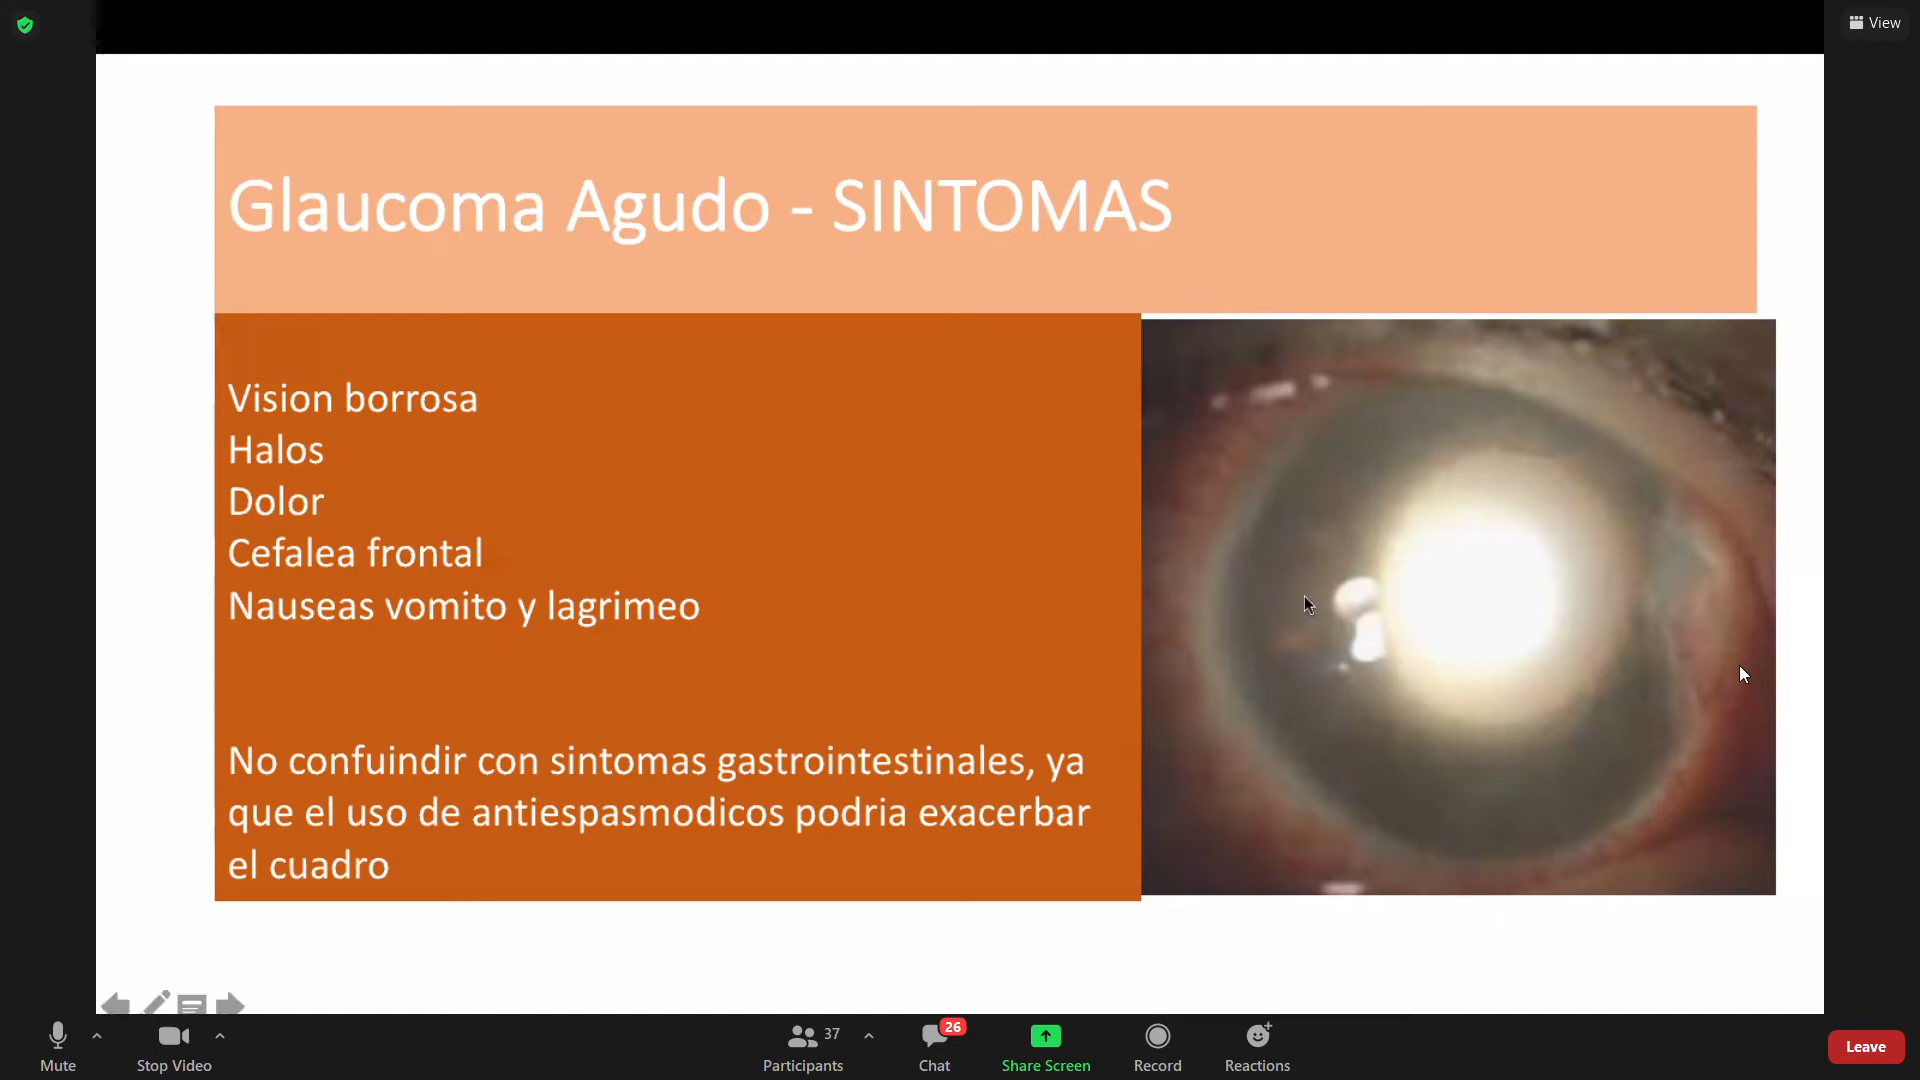 View
Glaucoma Agudo - SINTOMAS
Vision borrosa
Halos
Dolor
Cefalea frontal
Nauseas vomito y lagrimeo
No confuindir con sintomas gastrointestinales, ya
que el uso de antiespasmodicos podria exacerbar
el cuadro
Mute
Stop Video
37
Participants
26
Chat
Share Screen
Record
Reactions
Leave